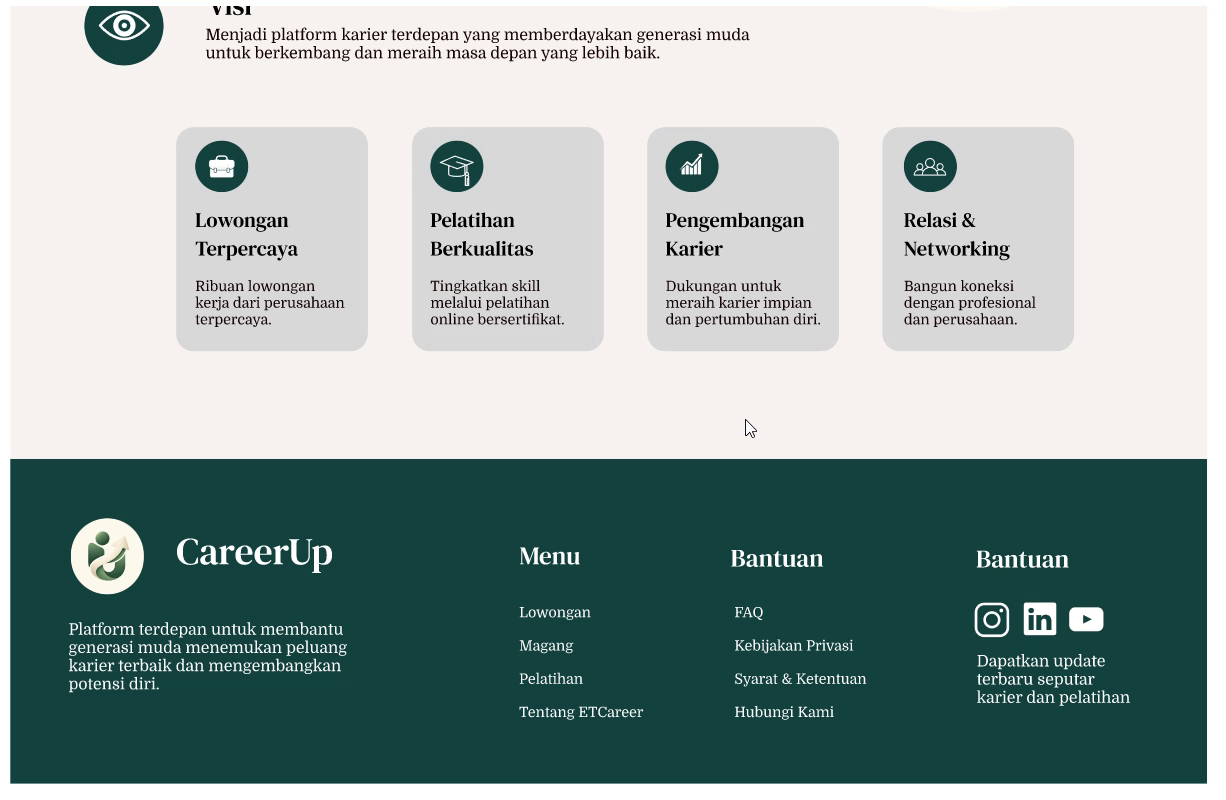 Visi
Menjadi platform karier terdepan yang memberdayakan generasi muda
untuk berkembang dan meraih masa depan yang lebih baik.
Lowongan
Terpercaya
Ribuan lowongan
kerja dari perusahaan
terpercaya.
Pelatihan
Berkualitas
Tingkatkan skill
melalui pelatihan
online bersertifikat.
Pengembangan
Karier
Dukungan untuk
meraih karier impian
dan pertumbuhan diri.
Relasi &
Networking
Bangun koneksi
dengan profesional
dan perusahaan.
CareerUp
Platform terdepan untuk membantu
generasi muda menemukan peluang
karier terbaik dan mengembangkan
potensi diri.
Menu
Lowongan
Magang
Pelatihan
Tentang ETCareer
Bantuan
FAQ
Kebijakan Privasi
Syarat & Ketentuan
Hubungi Kami
Bantuan
in
Dapatkan update
terbaru seputar
karier dan pelatihan